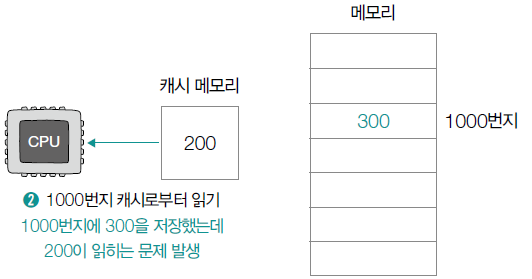 메모리
캐시 메모리
300
1000번지
CPU
200
❷ 1000번지 캐시로부터 읽기
1000번지에 300을 저장했는데
200이 읽히는 문제 발생